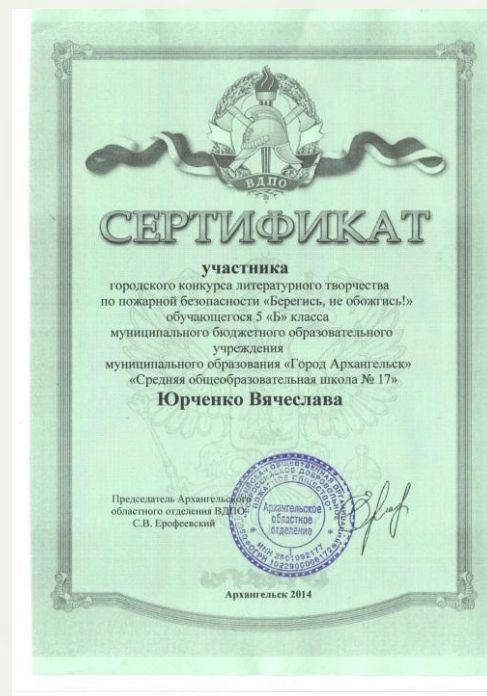 ВДПО
СЕРТИФИКАТ
участника
городского конкурса литературного творчества
по пожарной безопасности «Берегись, не обожгись!»
обучающегося 5 «Б» класса
муниципального бюджетного образовательного
учреждения
муниципального образования «Город Архангельск»
«Средняя общеобразовательная школа № 17»
Юрченко Вячеслава
Председатель Архангельского
областного отделения ВДПО
С.В. Ерофеевский
ПОЖАРНОЕ ОБЩЕСТВО
Архангельское
областное
отделение
Архангельск 2014